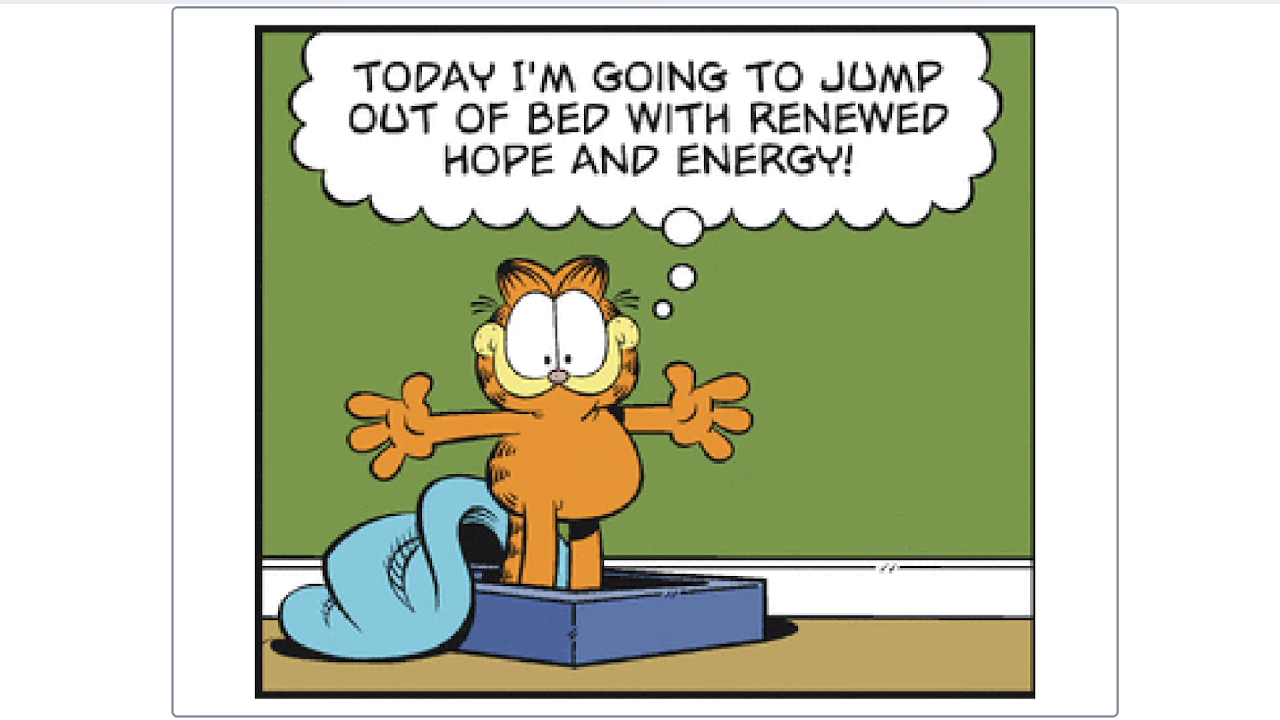 TODAY I'M GOING TO JUMP
OUT OF BED WITH RENEWED
HOPE AND ENERGY!